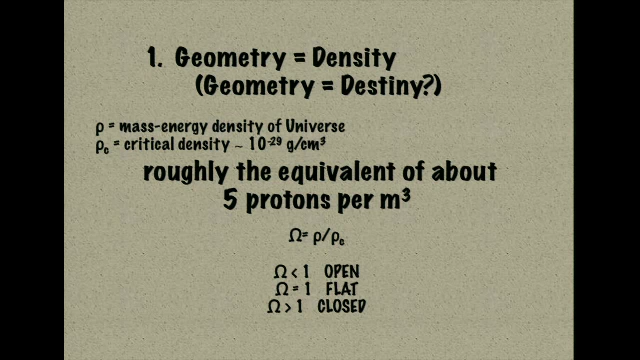 1. Geometry = Density
(Geometry = Destiny?)
ρ = mass-energy density of Universe
ρc = critical density ~ 10⁻²⁹ g/cm³
roughly the equivalent of about
5 protons per m³
Ω= ρ/ρc
Ω < 1 OPEN
Ω = 1 FLAT
Ω > 1 CLOSED